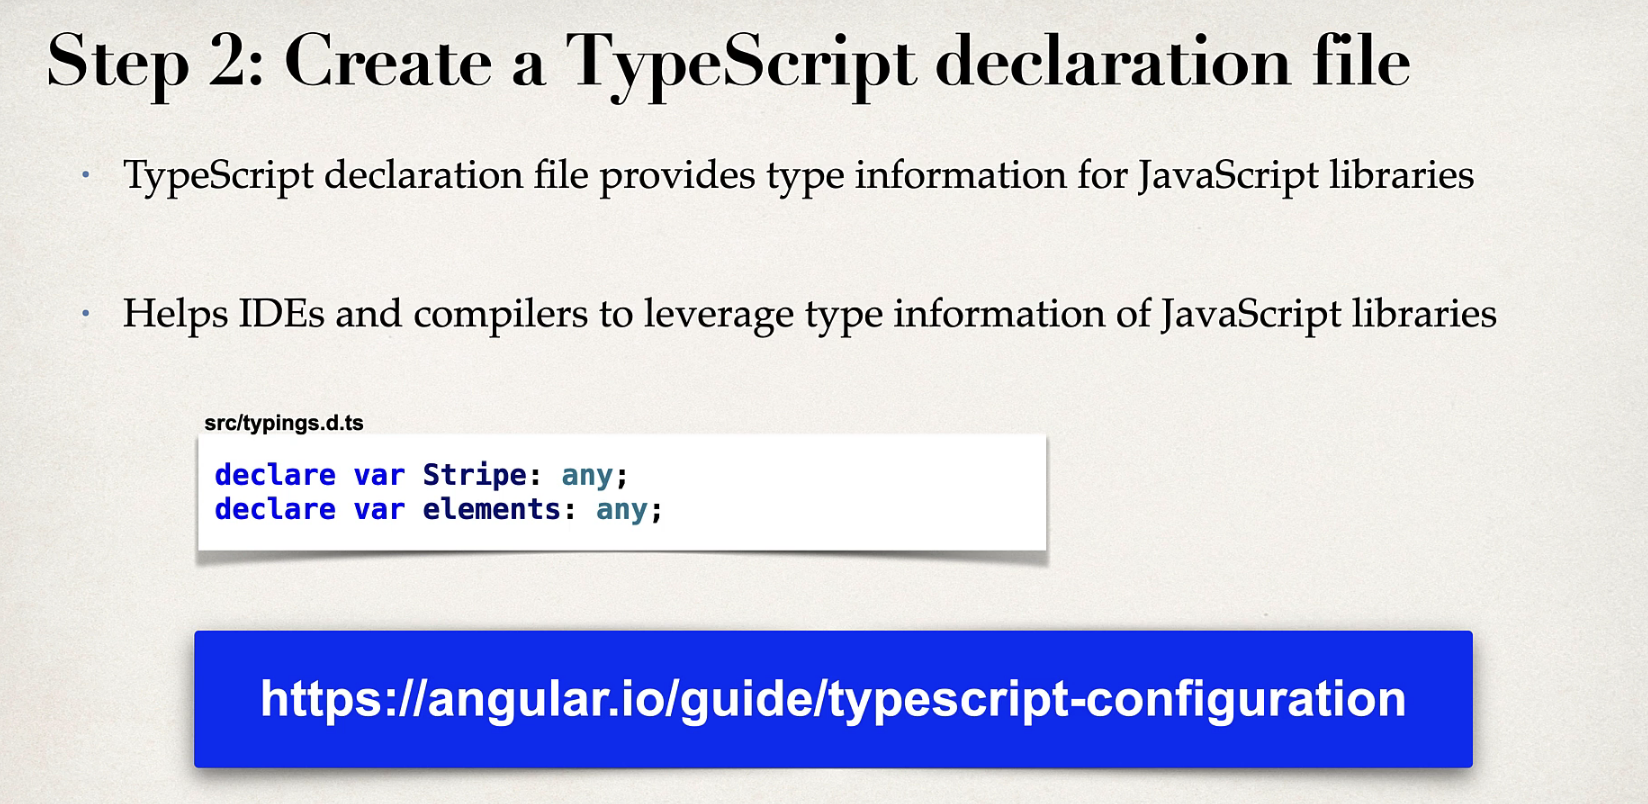 Step 2: Create a TypeScript declaration file
• TypeScript declaration file provides type information for JavaScript libraries
• Helps IDEs and compilers to leverage type information of JavaScript libraries
src/typings.d.ts
declare var Stripe: any;
declare var elements: any;
https://angular.io/guide/typescript-configuration